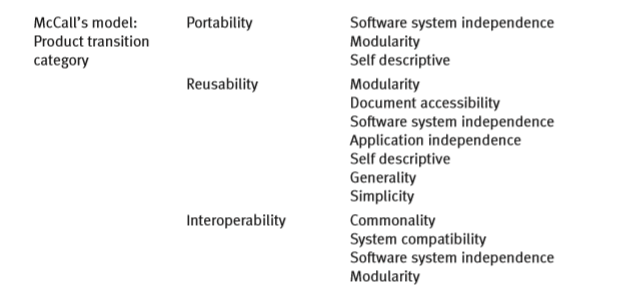 McCall's model: Portability Software system independence
Product transition Modularity
category Self descriptive
Reusability Modularity
Document accessibility
Software system independence
Application independence
Self descriptive
Generality
Simplicity
Interoperability Commonality
System compatibility
Software system independence
Modularity